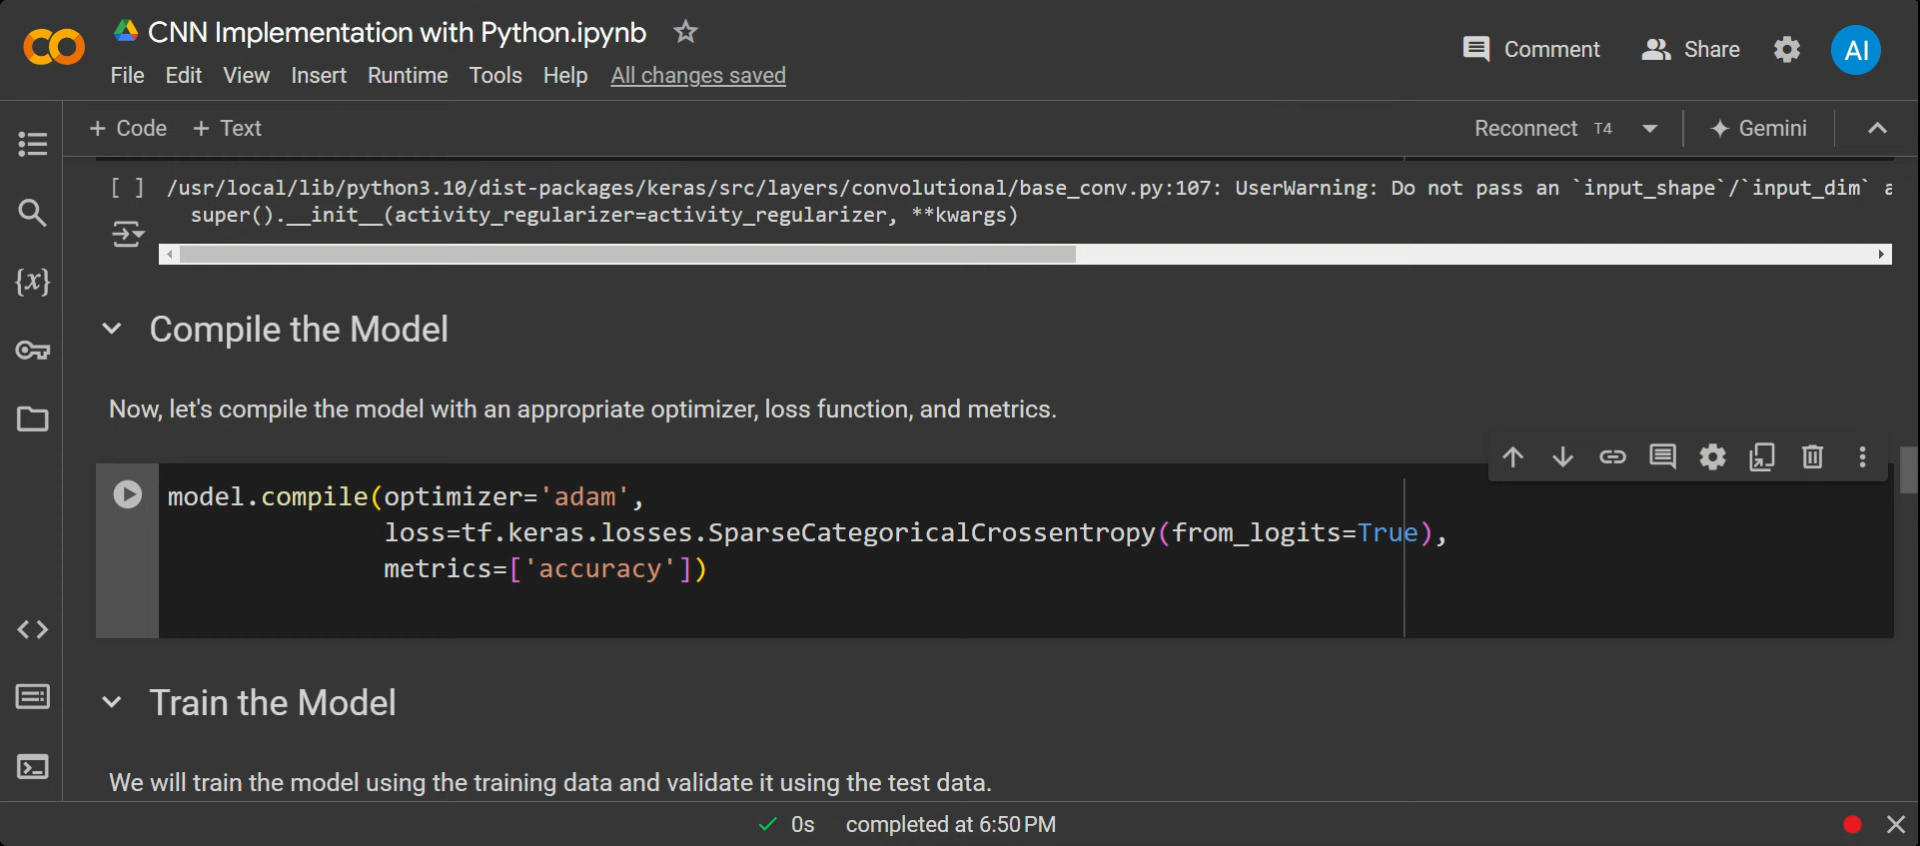 CNN Implementation with Python.ipynb
File Edit View Insert Runtime Tools Help All changes saved
Comment Share AI
+ Code + Text
Reconnect T4 Gemini
[ ] /usr/local/lib/python3.10/dist-packages/keras/src/layers/convolutional/base_conv.py:107: UserWarning: Do not pass an `input_shape`/`input_dim` a
super().__init__(activity_regularizer=activity_regularizer, **kwargs)
{x}
Compile the Model
Now, let's compile the model with an appropriate optimizer, loss function, and metrics.
model.compile(optimizer='adam',
loss=tf.keras.losses.SparseCategoricalCrossentropy(from_logits=True),
metrics=['accuracy'])
Train the Model
We will train the model using the training data and validate it using the test data.
0s completed at 6:50 PM